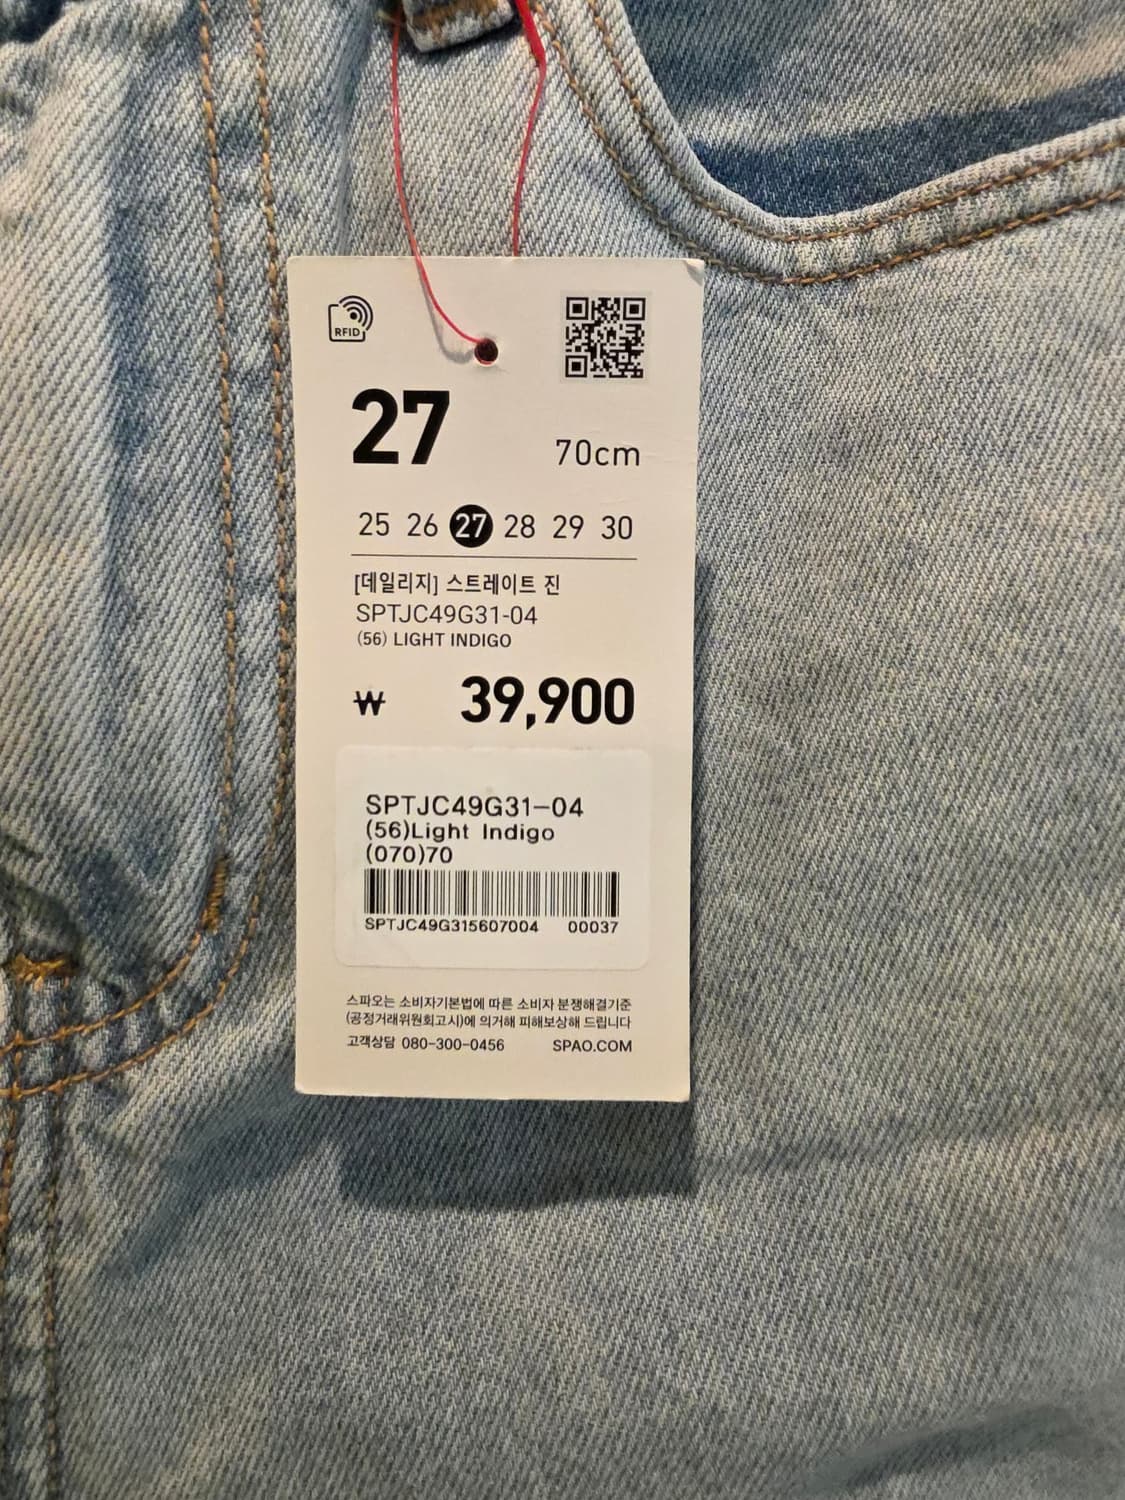 RFID
27
70cm
25 26 27 28 29 30
[데일리지] 스트레이트 진
SPTJC49G31-04
(56) LIGHT INDIGO
₩ 39,900
SPTJC49G31-04
(56)Light Indigo
(070)70
SPTJC49G315607004 00037
스파오는 소비자기본법에 따른 소비자 분쟁해결기준
(공정거래위원회고시)에 의거해 피해보상해 드립니다
고객상담 080-300-0456 SPAO.COM